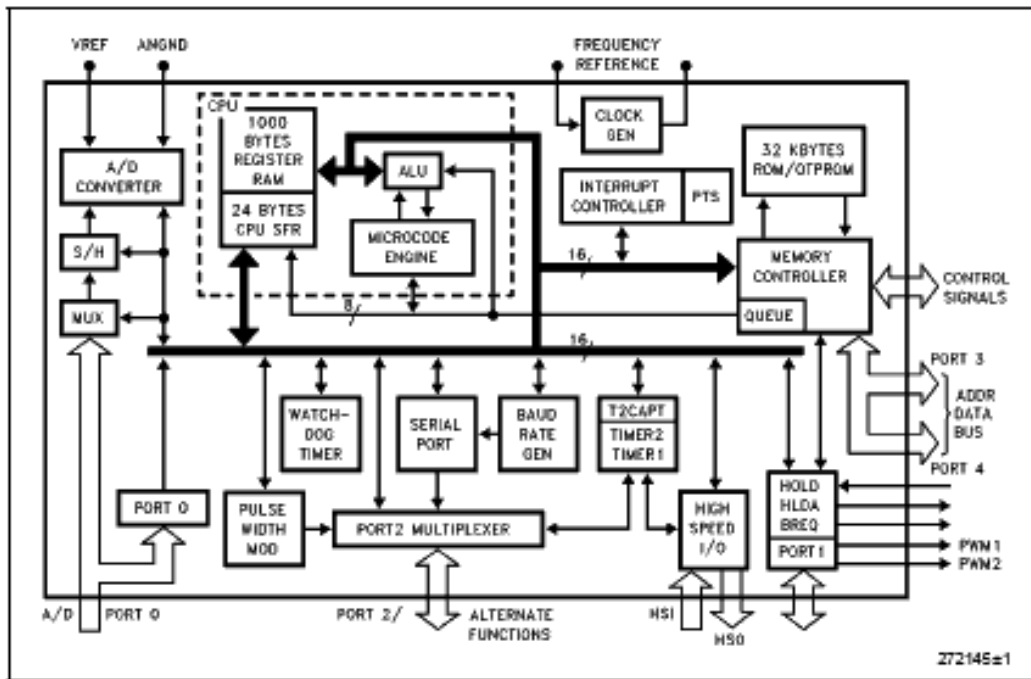 VREF ANGND
FREQUENCY
REFERENCE
CPU
1000
BYTES
REGISTER
RAM
24 BYTES
CPU SFR
ALU
MICROCODE
ENGINE
CLOCK
GEN
32 KBYTES
ROM/OTPROM
A/D
CONVERTER
INTERRUPT
CONTROLLER
PTS
S/H
MUX
16/
MEMORY
CONTROLLER
QUEUE
CONTROL
SIGNALS
8/
16/
PORT 3
ADDR
DATA
BUS
PORT 4
WATCH-
DOG
TIMER
SERIAL
PORT
BAUD
RATE
GEN
T2CAPT
TIMER2
TIMER1
PORT 0
PULSE
WIDTH
MOD
PORT2 MULTIPLEXER
HIGH
SPEED
I/O
HOLD
HLDA
BREQ
PORT1
PWM1
PWM2
A/D PORT 0
PORT 2/ ALTERNATE
FUNCTIONS
HSI
HSO
272145±1